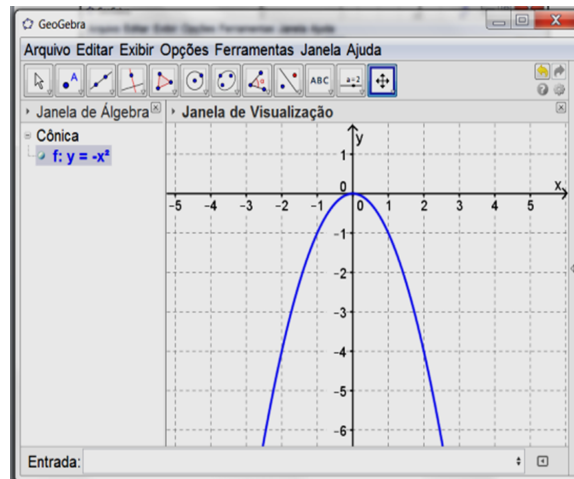 GeoGebra
Arquivo Editar Exibir Opções Ferramentas Janela Ajuda
A
ABC
a=2
Janela de Álgebra
Janela de Visualização
Cônica
f: y = -x²
y
x
1
0
-5 -4 -3 -2 -1 0 1 2 3 4 5
-1
-2
-3
-4
-5
-6
Entrada: